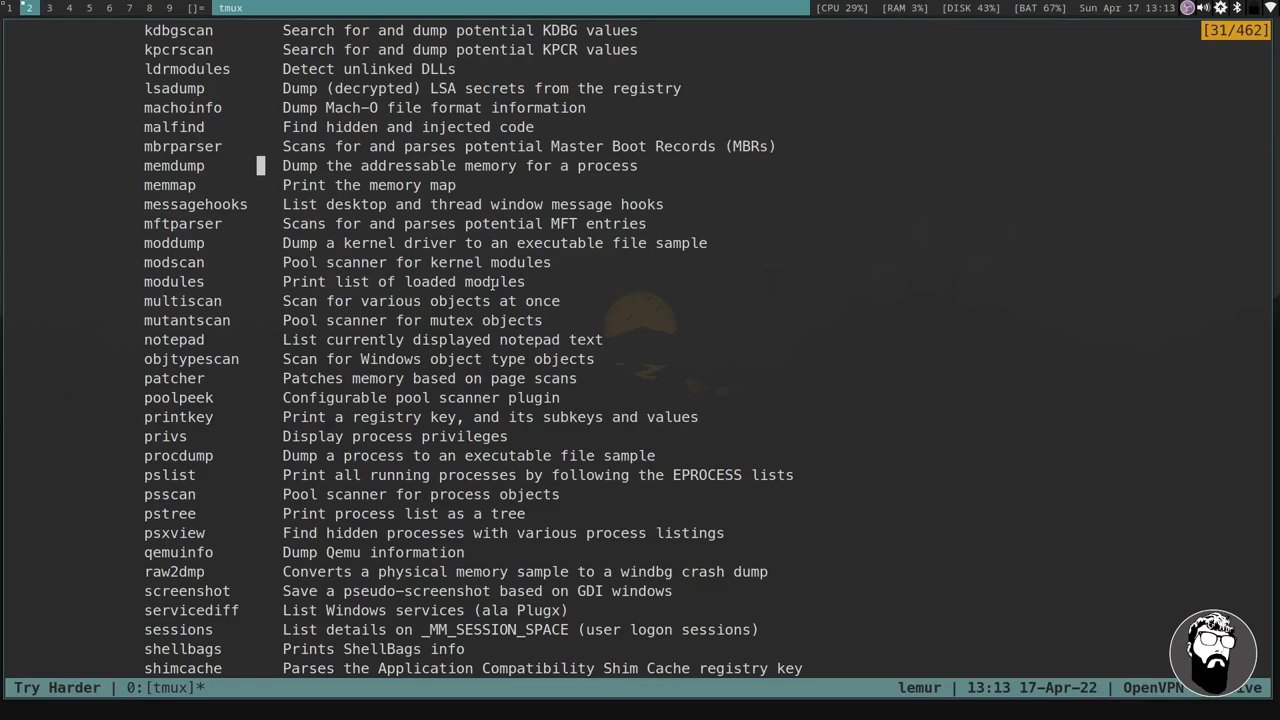 1 2 3 4 5 6 7 8 9 []= tmux [CPU 29%] [RAM 3%] [DISK 43%] [BAT 67%] Sun Apr 17 13:13
[31/462]
kdbgscan Search for and dump potential KDBG values
kpcrscan Search for and dump potential KPCR values
ldrmodules Detect unlinked DLLs
lsadump Dump (decrypted) LSA secrets from the registry
machoinfo Dump Mach-O file format information
malfind Find hidden and injected code
mbrparser Scans for and parses potential Master Boot Records (MBRs)
memdump Dump the addressable memory for a process
memmap Print the memory map
messagehooks List desktop and thread window message hooks
mftparser Scans for and parses potential MFT entries
moddump Dump a kernel driver to an executable file sample
modscan Pool scanner for kernel modules
modules Print list of loaded modules
multiscan Scan for various objects at once
mutantscan Pool scanner for mutex objects
notepad List currently displayed notepad text
objtypescan Scan for Windows object type objects
patcher Patches memory based on page scans
poolpeek Configurable pool scanner plugin
printkey Print a registry key, and its subkeys and values
privs Display process privileges
procdump Dump a process to an executable file sample
pslist Print all running processes by following the EPROCESS lists
psscan Pool scanner for process objects
pstree Print process list as a tree
psxview Find hidden processes with various process listings
qemuinfo Dump Qemu information
raw2dmp Converts a physical memory sample to a windbg crash dump
screenshot Save a pseudo-screenshot based on GDI windows
servicediff List Windows services (ala Plugx)
sessions List details on _MM_SESSION_SPACE (user logon sessions)
shellbags Prints ShellBags info
shimcache Parses the Application Compatibility Shim Cache registry key
Try Harder | 0:[tmux]* lemur | 13:13 17-Apr-22 | OpenVPN